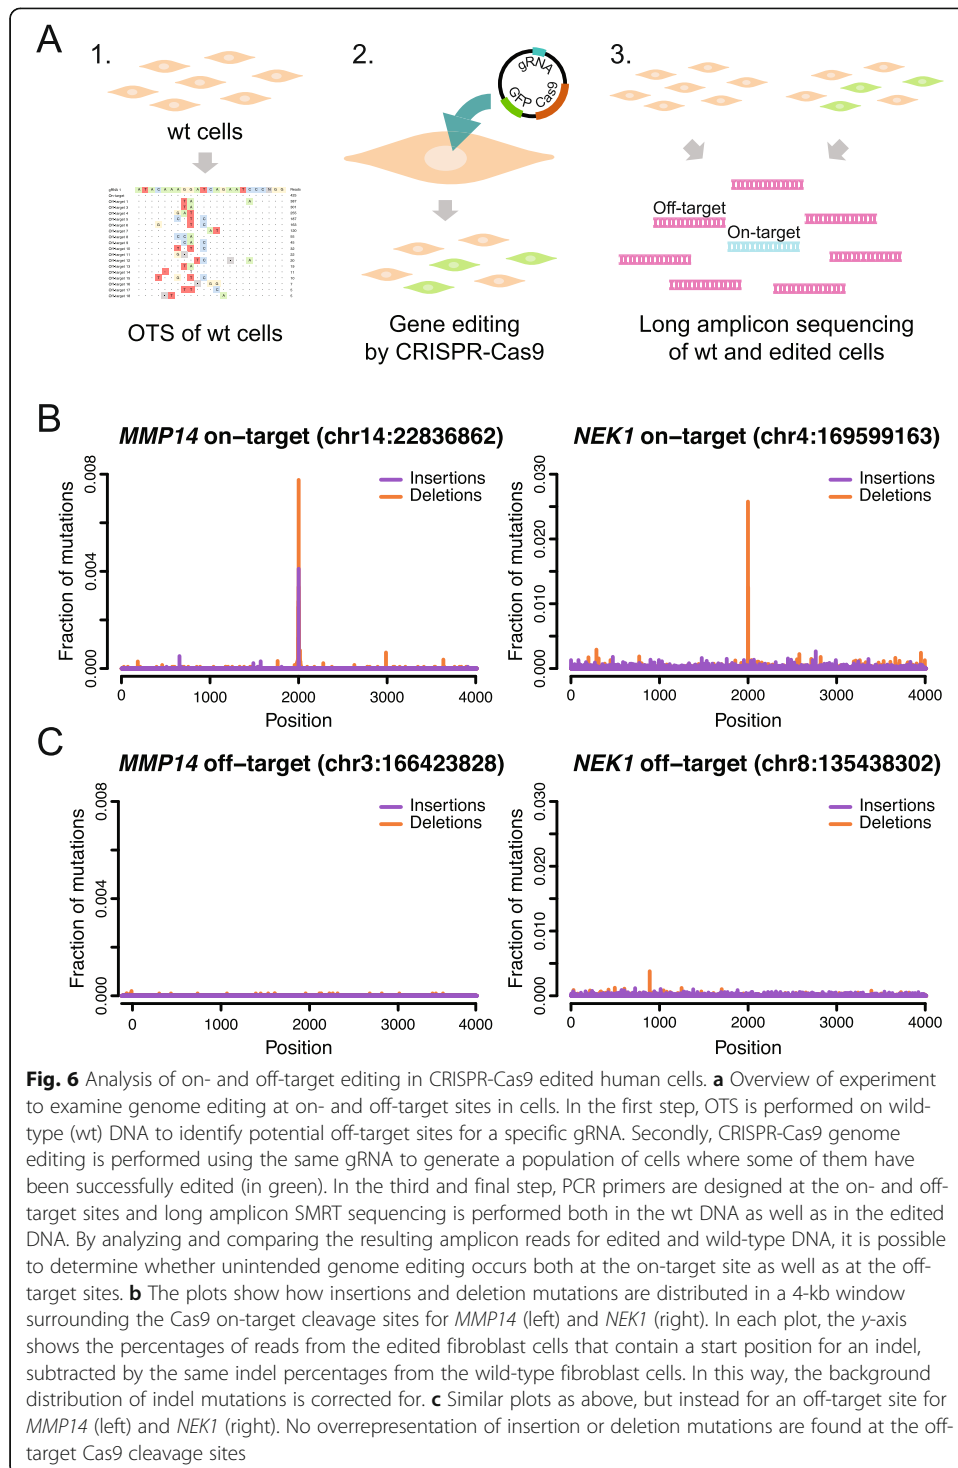 A
1.
2.
3.
wt cells
OTS of wt cells
gRNA
GFP
Cas9
Gene editing
by CRISPR-Cas9
Off-target
On-target
Long amplicon sequencing
of wt and edited cells
B
MMP14 on−target (chr14:22836862)
Insertions
Deletions
Fraction of mutations
0.008
0.004
0.000
0 1000 2000 3000 4000
Position
NEK1 on−target (chr4:169599163)
Insertions
Deletions
Fraction of mutations
0.030
0.020
0.010
0.000
0 1000 2000 3000 4000
Position
C
MMP14 off−target (chr3:166423828)
Insertions
Deletions
Fraction of mutations
0.008
0.004
0.000
0 1000 2000 3000 4000
Position
NEK1 off−target (chr8:135438302)
Insertions
Deletions
Fraction of mutations
0.030
0.020
0.010
0.000
0 1000 2000 3000 4000
Position
Fig. 6 Analysis of on- and off-target editing in CRISPR-Cas9 edited human cells. a Overview of experiment
to examine genome editing at on- and off-target sites in cells. In the first step, OTS is performed on wild-
type (wt) DNA to identify potential off-target sites for a specific gRNA. Secondly, CRISPR-Cas9 genome
editing is performed using the same gRNA to generate a population of cells where some of them have
been successfully edited (in green). In the third and final step, PCR primers are designed at the on- and off-
target sites and long amplicon SMRT sequencing is performed both in the wt DNA as well as in the edited
DNA. By analyzing and comparing the resulting amplicon reads for edited and wild-type DNA, it is possible
to determine whether unintended genome editing occurs both at the on-target site as well as at the off-
target sites. b The plots show how insertions and deletion mutations are distributed in a 4-kb window
surrounding the Cas9 on-target cleavage sites for MMP14 (left) and NEK1 (right). In each plot, the y-axis
shows the percentages of reads from the edited fibroblast cells that contain a start position for an indel,
subtracted by the same indel percentages from the wild-type fibroblast cells. In this way, the background
distribution of indel mutations is corrected for. c Similar plots as above, but instead for an off-target site for
MMP14 (left) and NEK1 (right). No overrepresentation of insertion or deletion mutations are found at the off-
target Cas9 cleavage sites